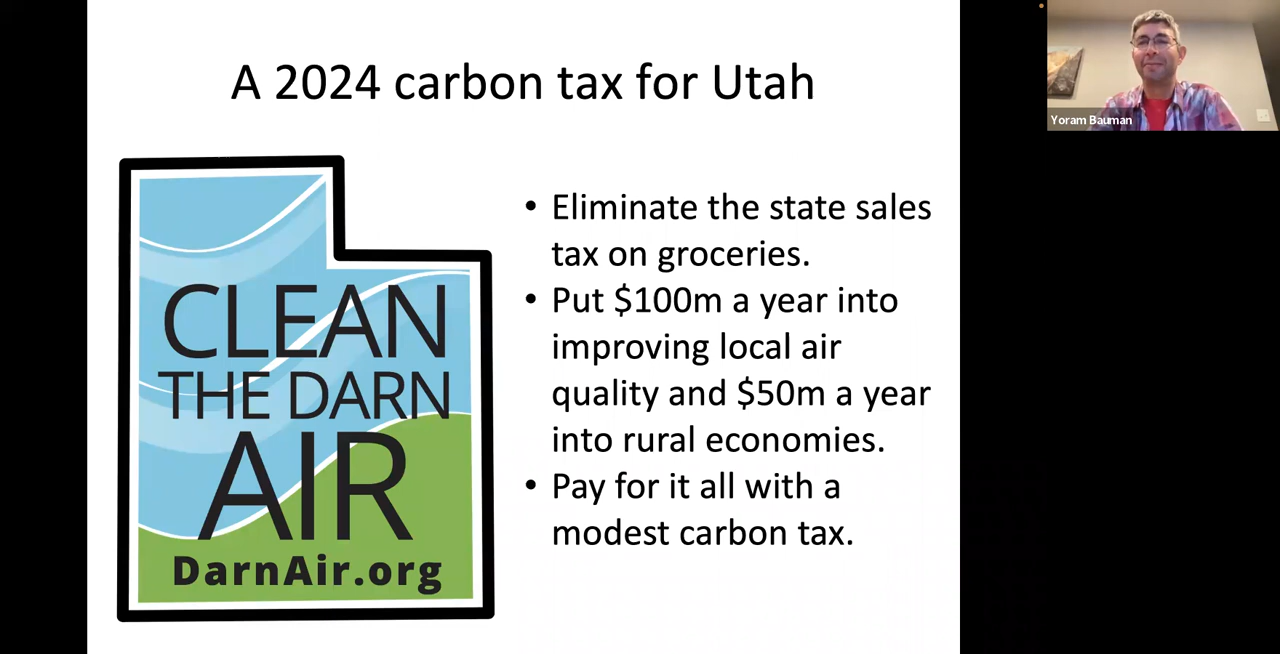 A 2024 carbon tax for Utah
CLEAN
THE DARN
AIR
DarnAir.org
• Eliminate the state sales
tax on groceries.
• Put $100m a year into
improving local air
quality and $50m a year
into rural economies.
• Pay for it all with a
modest carbon tax.
Yoram Bauman